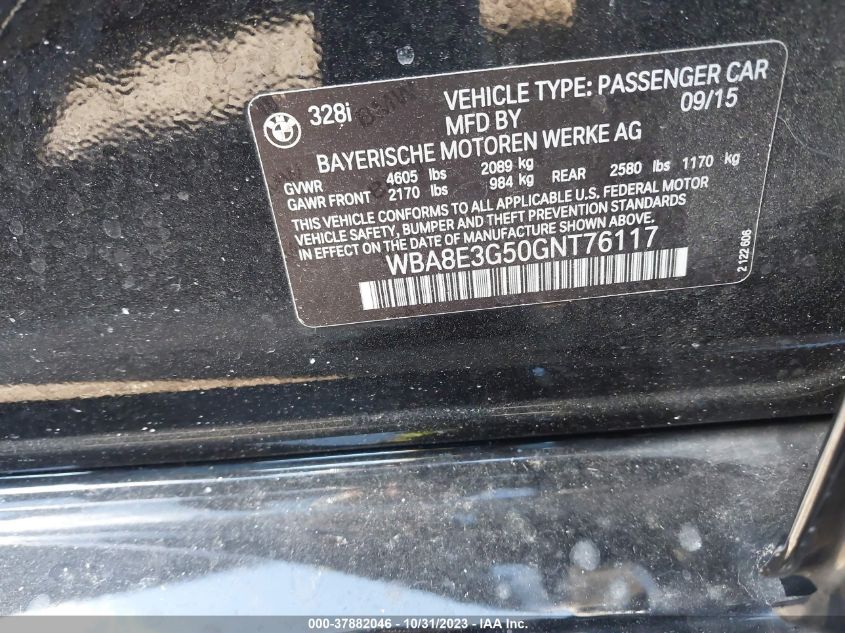 328i
VEHICLE TYPE: PASSENGER CAR
MFD BY 09/15
BAYERISCHE MOTOREN WERKE AG
GVWR 4605 lbs 2089 kg
GAWR FRONT 2170 lbs 984 kg REAR 2580 lbs 1170 kg
THIS VEHICLE CONFORMS TO ALL APPLICABLE U.S. FEDERAL MOTOR
VEHICLE SAFETY, BUMPER AND THEFT PREVENTION STANDARDS
IN EFFECT ON THE DATE OF MANUFACTURE SHOWN ABOVE.
WBA8E3G50GNT76117
2 122 606
000-37882046 - 10/31/2023 - IAA Inc.